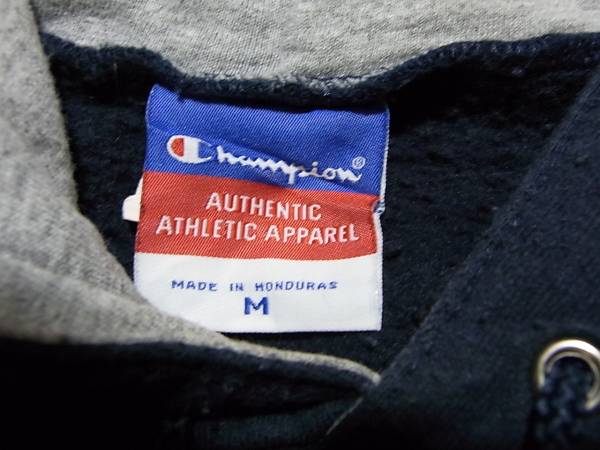 Champion®
AUTHENTIC
ATHLETIC APPAREL
MADE IN HONDURAS
M